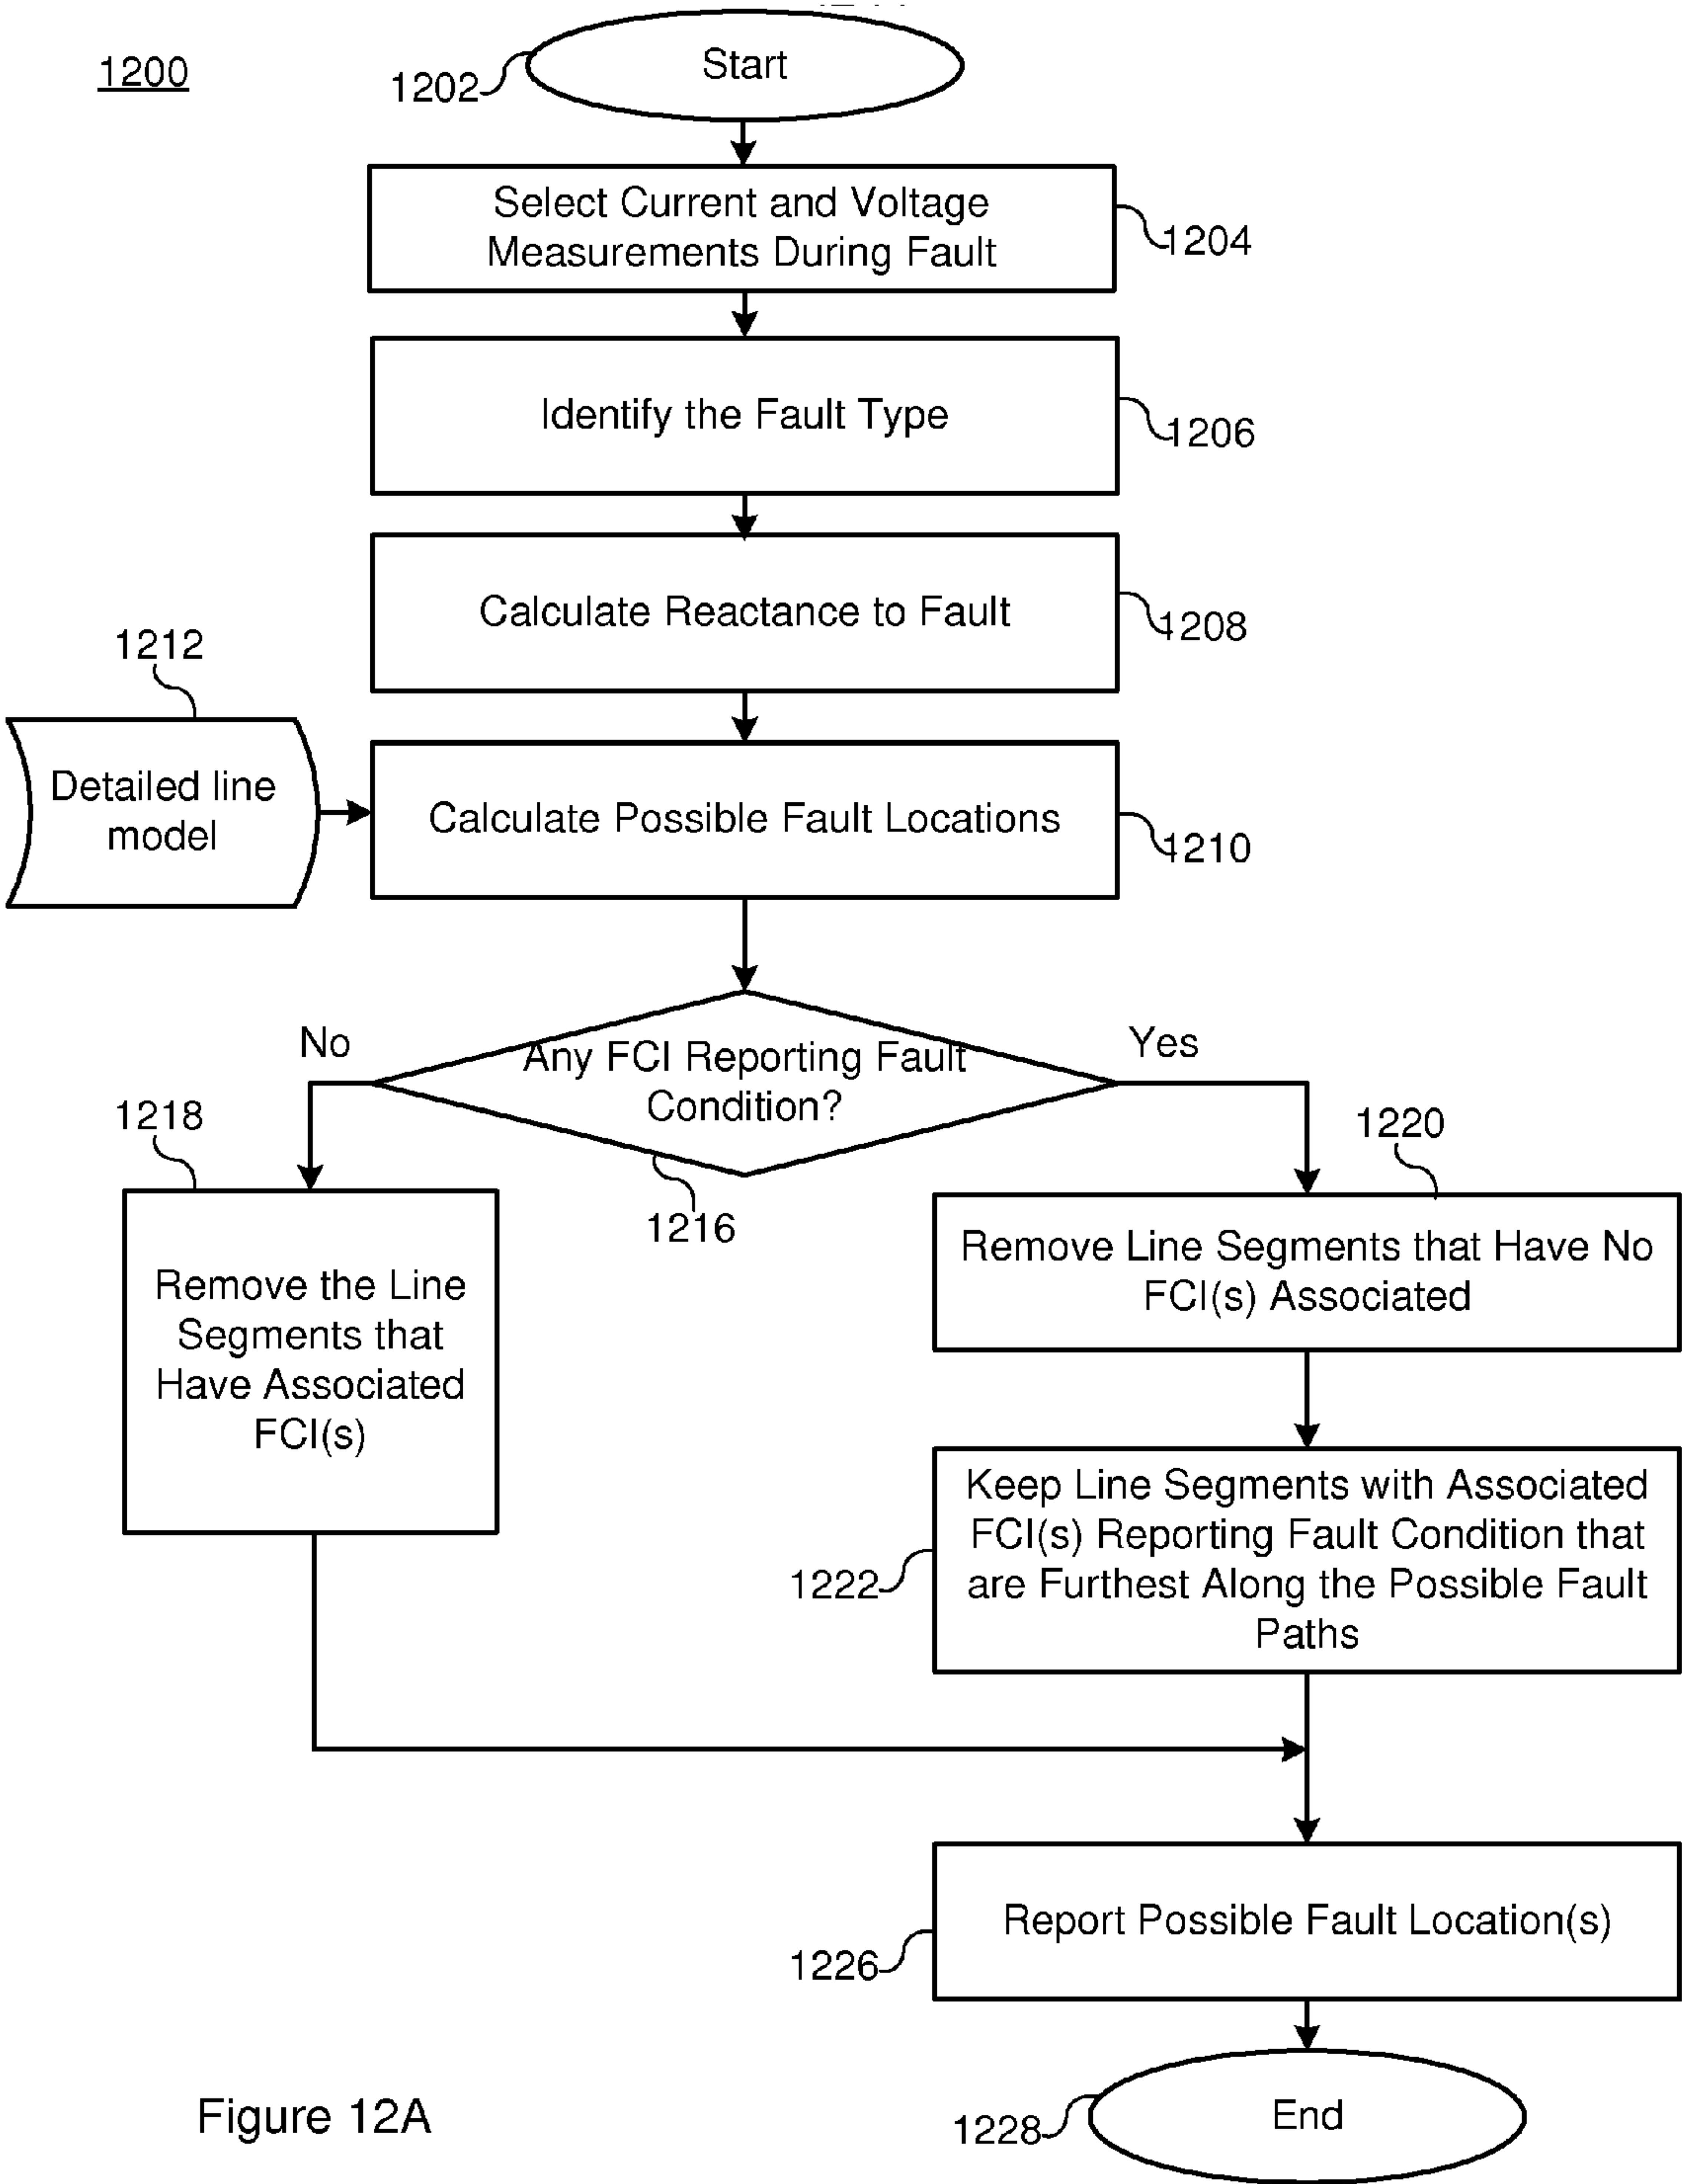 1200
1202
Start
Select Current and Voltage
Measurements During Fault
1204
Identify the Fault Type
1206
Calculate Reactance to Fault
1208
1212
Detailed line
model
Calculate Possible Fault Locations
1210
No
Any FCI Reporting Fault
Condition?
Yes
1218
1216
1220
Remove the Line
Segments that
Have Associated
FCI(s)
Remove Line Segments that Have No
FCI(s) Associated
Keep Line Segments with Associated
FCI(s) Reporting Fault Condition that
are Furthest Along the Possible Fault
Paths
1222
Report Possible Fault Location(s)
1226
End
1228
Figure 12A